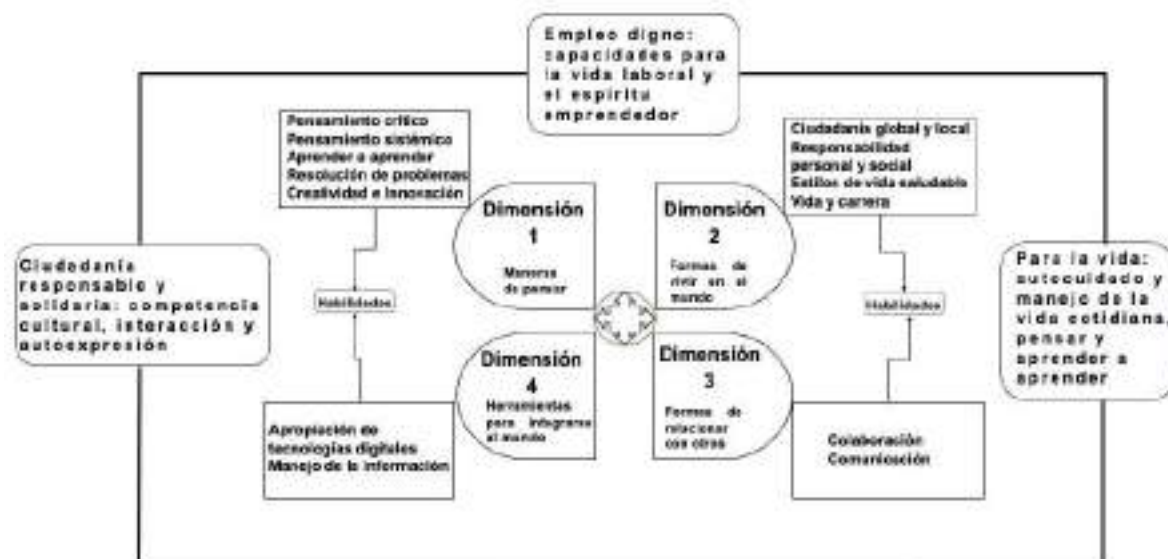 Empleo digno:
capacidades para
la vida laboral y
el espíritu
emprendedor
Pensamiento crítico
Pensamiento sistémico
Aprender a aprender
Resolución de problemas
Creatividad e Innovación
Ciudadanía global y local
Responsabilidad
personal y social
Estilos de vida saludable
Vida y carrera
Dimensión
1
Maneras
de pensar
Dimensión
2
Formas de
vivir en el
mundo
Ciudadanía
responsable y
solidaria: competencia
cultural, interacción y
autoexpresión
Habilidades
Habilidades
Para la vida:
autocuidado y
manejo de la
vida cotidiana,
pensar y
aprender a
aprender
Dimensión
4
Herramientas
para integrarse
al mundo
Dimensión
3
Formas de
relacionar
con otros
Apropiación de
tecnologías digitales
Manejo de la información
Colaboración
Comunicación